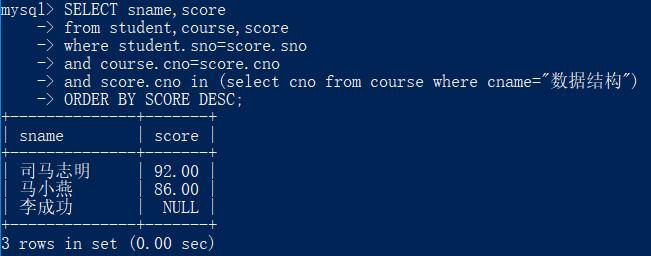 mysql> SELECT sname,score
    -> from student,course,score
    -> where student.sno=score.sno
    -> and course.cno=score.cno
    -> and score.cno in (select cno from course where cname="数据结构")
    -> ORDER BY SCORE DESC;
+--------------+-------+
| sname        | score |
+--------------+-------+
| 司马志明     | 92.00 |
| 马小燕       | 86.00 |
| 李成功       |  NULL |
+--------------+-------+
3 rows in set (0.00 sec)